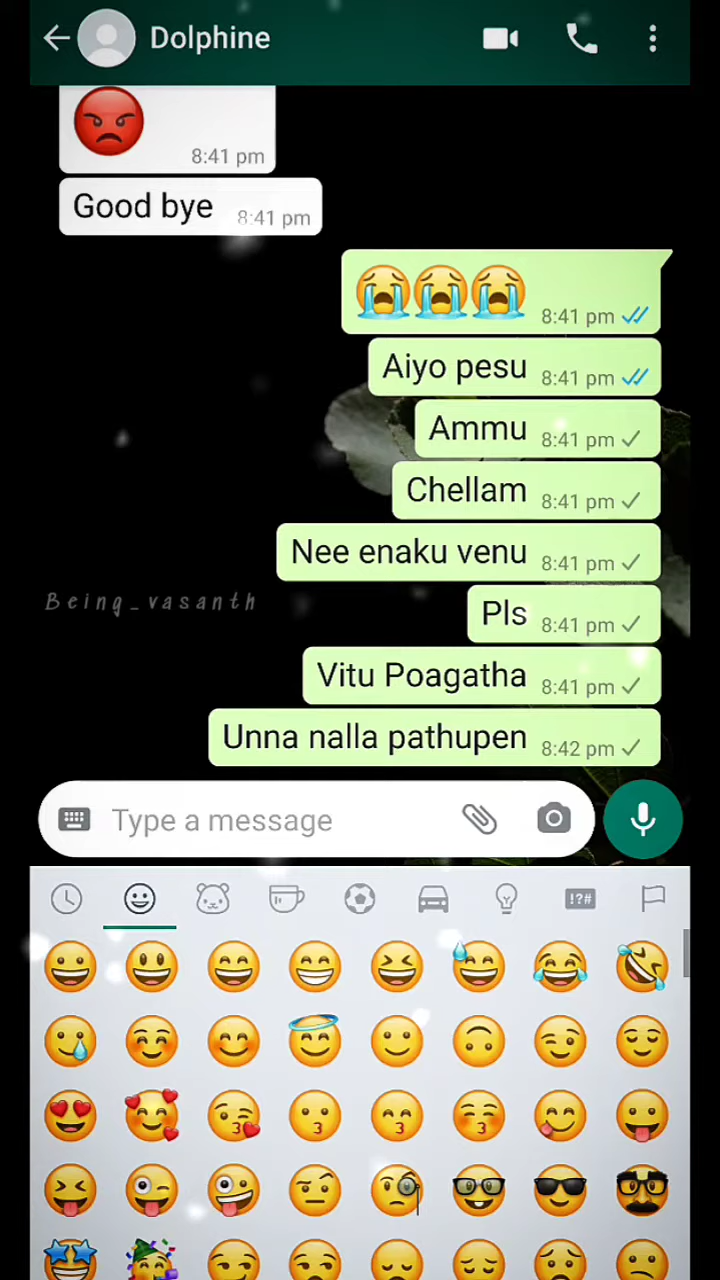 Dolphine
😡
8:41 pm
Good bye 8:41 pm
😭😭😭 8:41 pm
Aiyo pesu 8:41 pm
Ammu 8:41 pm
Chellam 8:41 pm
Nee enaku venu 8:41 pm
Being_vasanth
Pls 8:41 pm
Vitu Poagatha 8:41 pm
Unna nalla pathupen 8:42 pm
Type a message
!?#